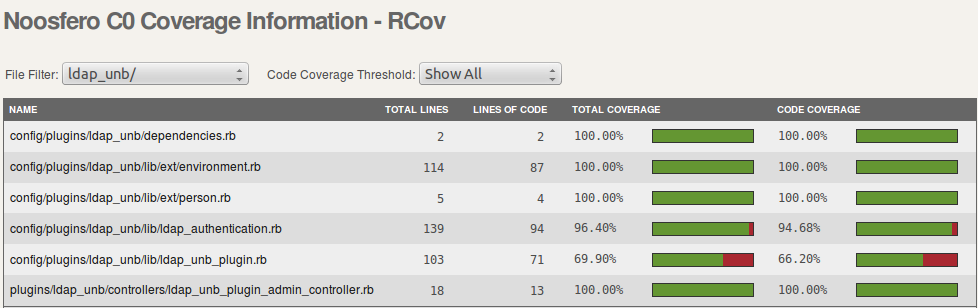 Noosfero C0 Coverage Information - RCov
File Filter: ldap_unb/ Code Coverage Threshold: Show All
NAME TOTAL LINES LINES OF CODE TOTAL COVERAGE CODE COVERAGE
config/plugins/ldap_unb/dependencies.rb 2 2 100.00% 100.00%
config/plugins/ldap_unb/lib/ext/environment.rb 114 87 100.00% 100.00%
config/plugins/ldap_unb/lib/ext/person.rb 5 4 100.00% 100.00%
config/plugins/ldap_unb/lib/ldap_authentication.rb 139 94 96.40% 94.68%
config/plugins/ldap_unb/lib/ldap_unb_plugin.rb 103 71 69.90% 66.20%
plugins/ldap_unb/controllers/ldap_unb_plugin_admin_controller.rb 18 13 100.00% 100.00%